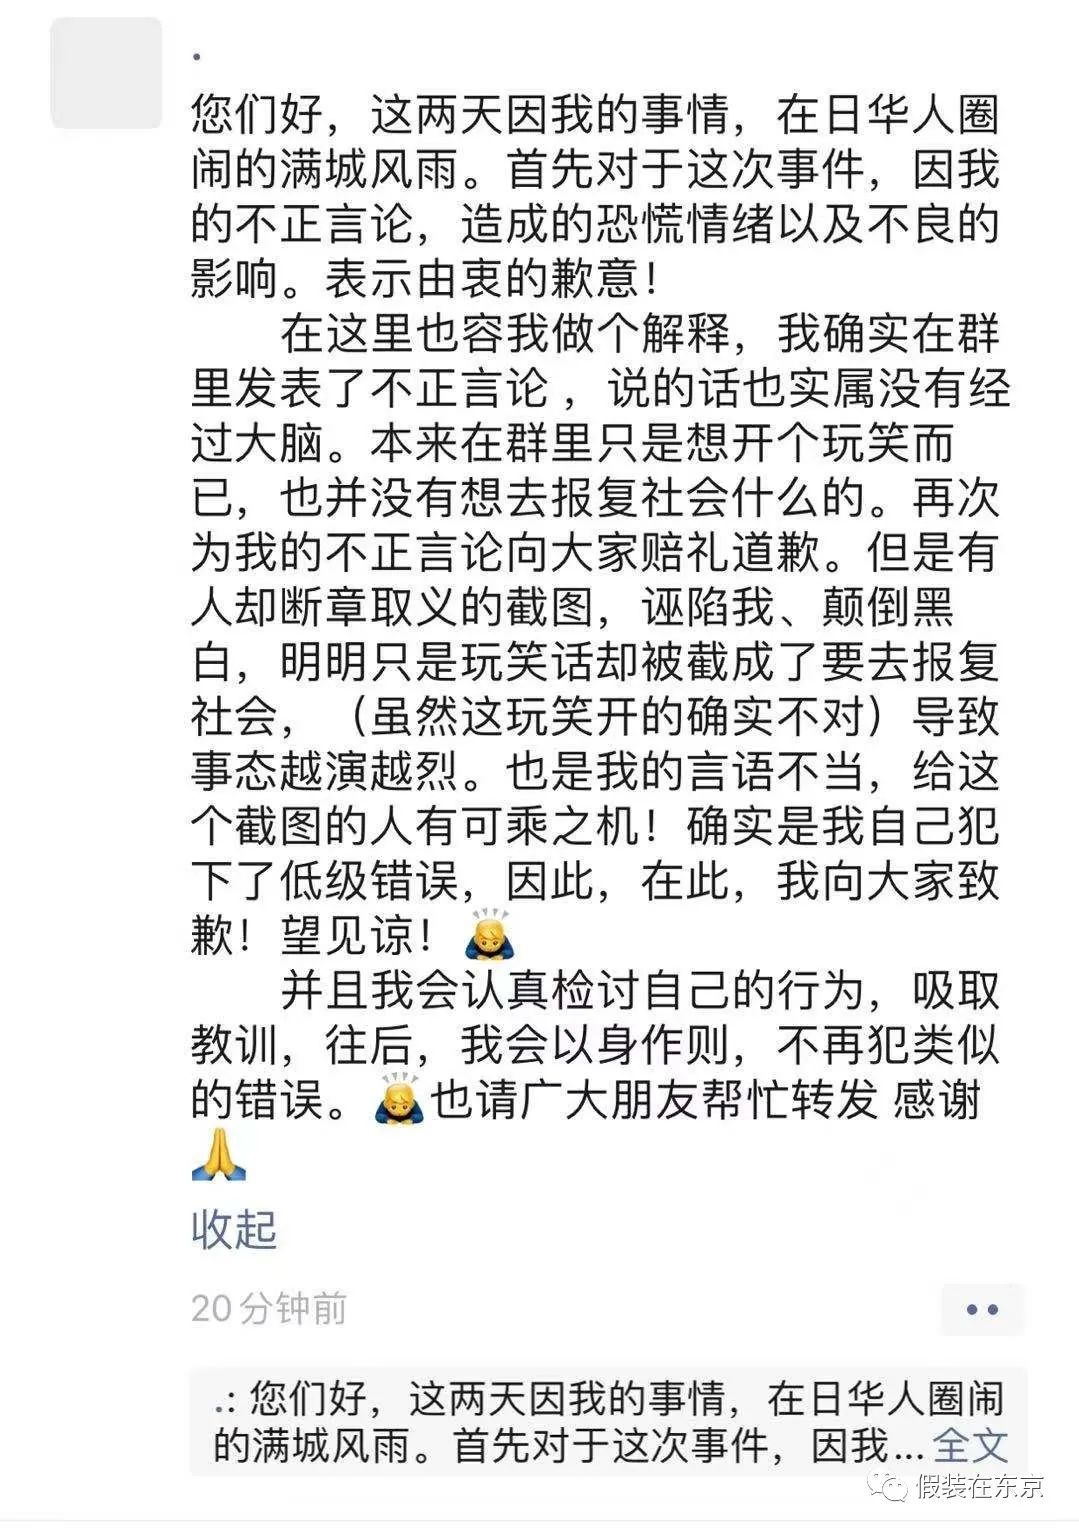 .
您们好，这两天因我的事情，在日华人圈
闹的满城风雨。首先对于这次事件，因我
的不正言论，造成的恐慌情绪以及不良的
影响。表示由衷的歉意！
在这里也容我做个解释，我确实在群
里发表了不正言论 ，说的话也实属没有经
过大脑。本来在群里只是想开个玩笑而
已，也并没有想去报复社会什么的。再次
为我的不正言论向大家赔礼道歉。但是有
人却断章取义的截图，诬陷我、颠倒黑
白，明明只是玩笑话却被截成了要去报复
社会，（虽然这玩笑开的确实不对）导致
事态越演越烈。也是我的言语不当，给这
个截图的人有可乘之机！确实是我自己犯
下了低级错误，因此，在此，我向大家致
歉！望见谅！🙇
并且我会认真检讨自己的行为，吸取
教训，往后，我会以身作则，不再犯类似
的错误。🙇也请广大朋友帮忙转发 感谢
🙏
收起
20分钟前
.: 您们好，这两天因我的事情，在日华人圈闹
的满城风雨。首先对于这次事件，因我... 全文
假装在东京